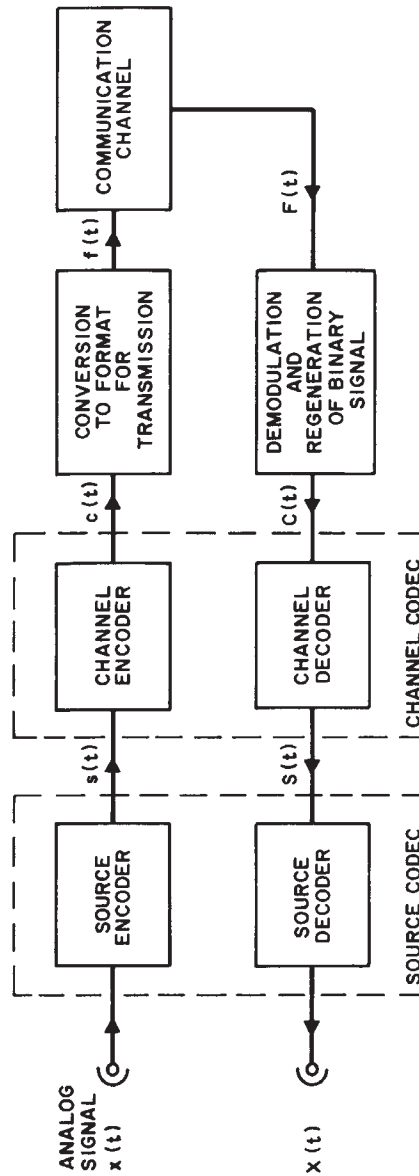 ANALOG
SIGNAL
x(t)
SOURCE
ENCODER
s(t)
CHANNEL
ENCODER
c(t)
CONVERSION
TO FORMAT
FOR
TRANSMISSION
f(t)
COMMUNICATION
CHANNEL
F(t)
DEMODULATION
AND
REGENERATION
OF BINARY
SIGNAL
C(t)
CHANNEL
DECODER
S(t)
SOURCE
DECODER
X(t)
SOURCE CODEC
CHANNEL CODEC